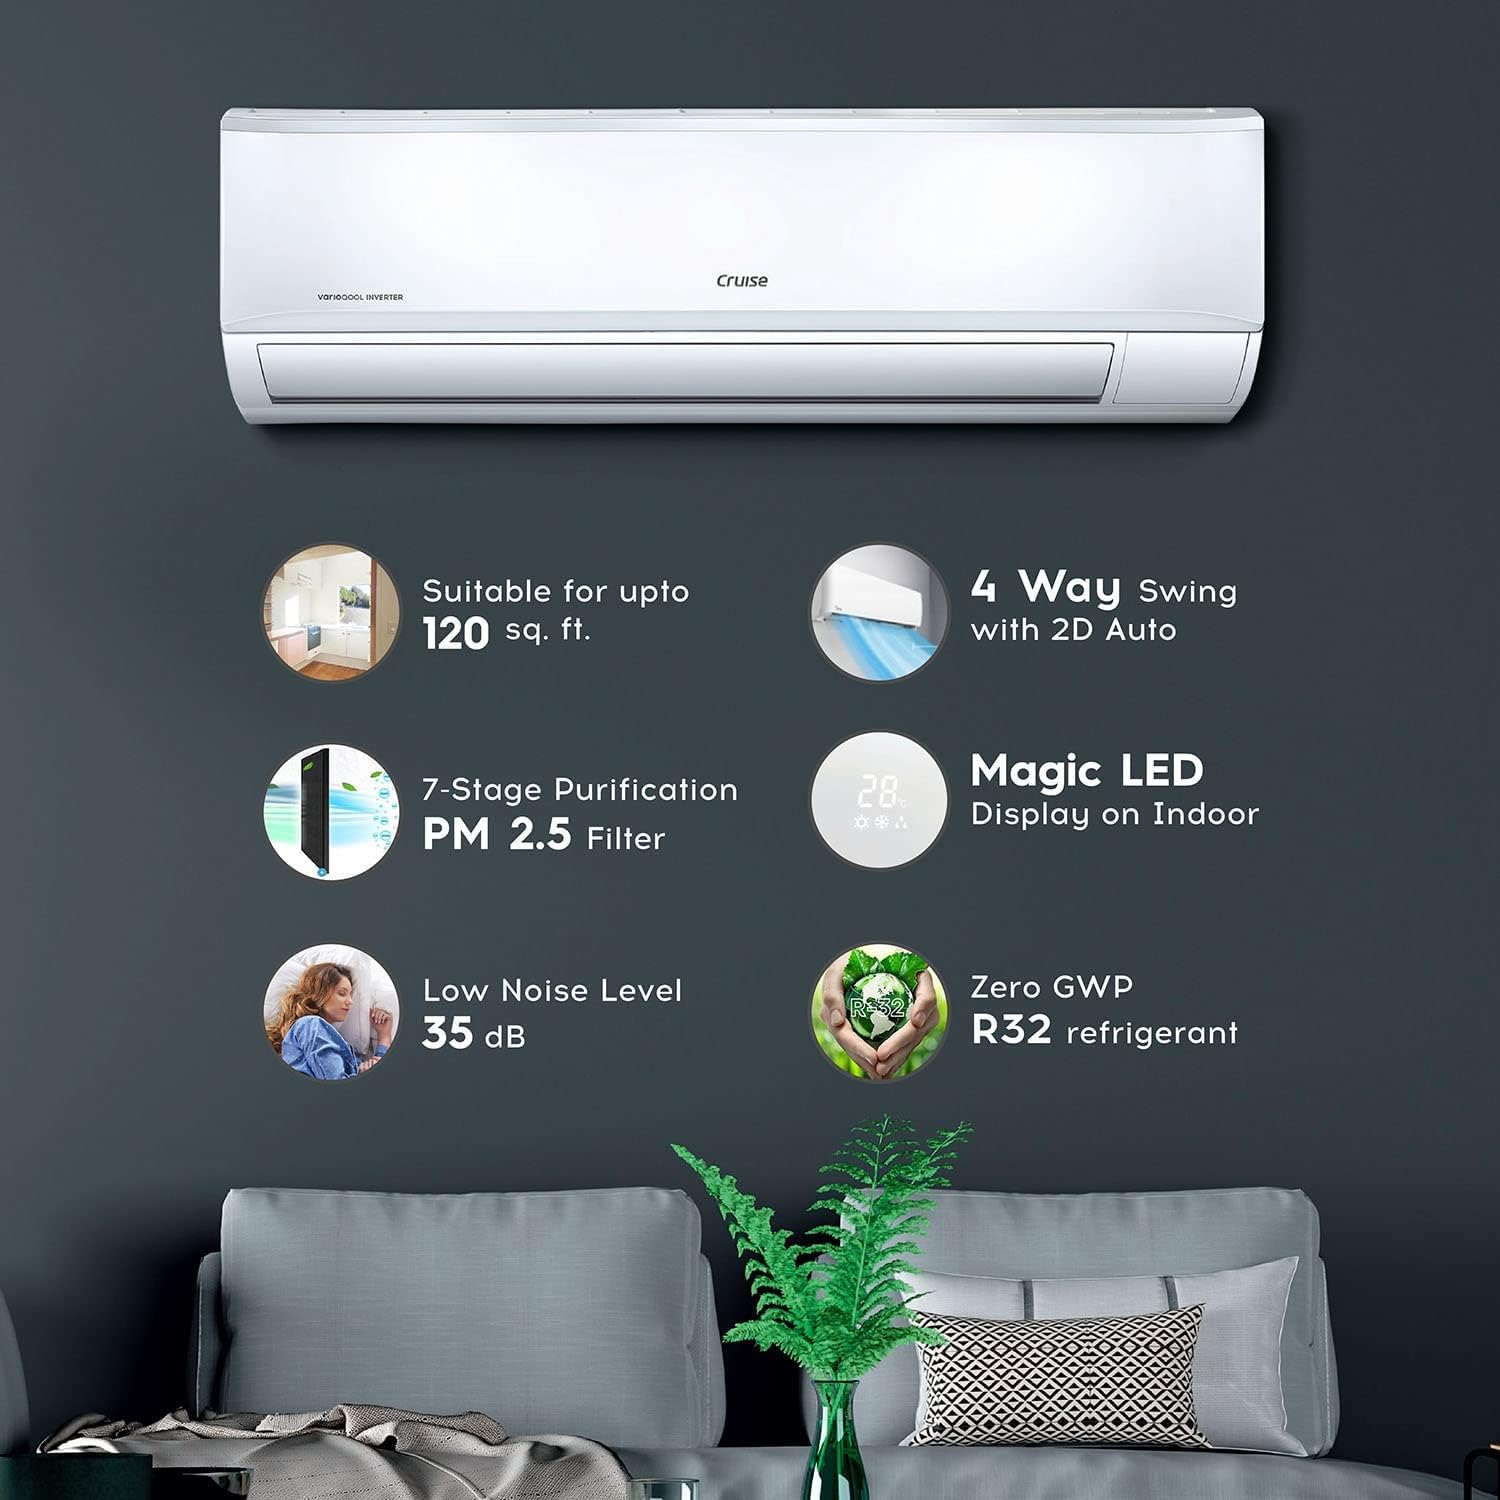 Cruise
varioQOOL INVERTER
Suitable for upto
120 sq. ft.
4 Way Swing
with 2D Auto
7-Stage Purification
PM 2.5 Filter
28°C
Magic LED
Display on Indoor
Low Noise Level
35 dB
R-32
Zero GWP
R32 refrigerant